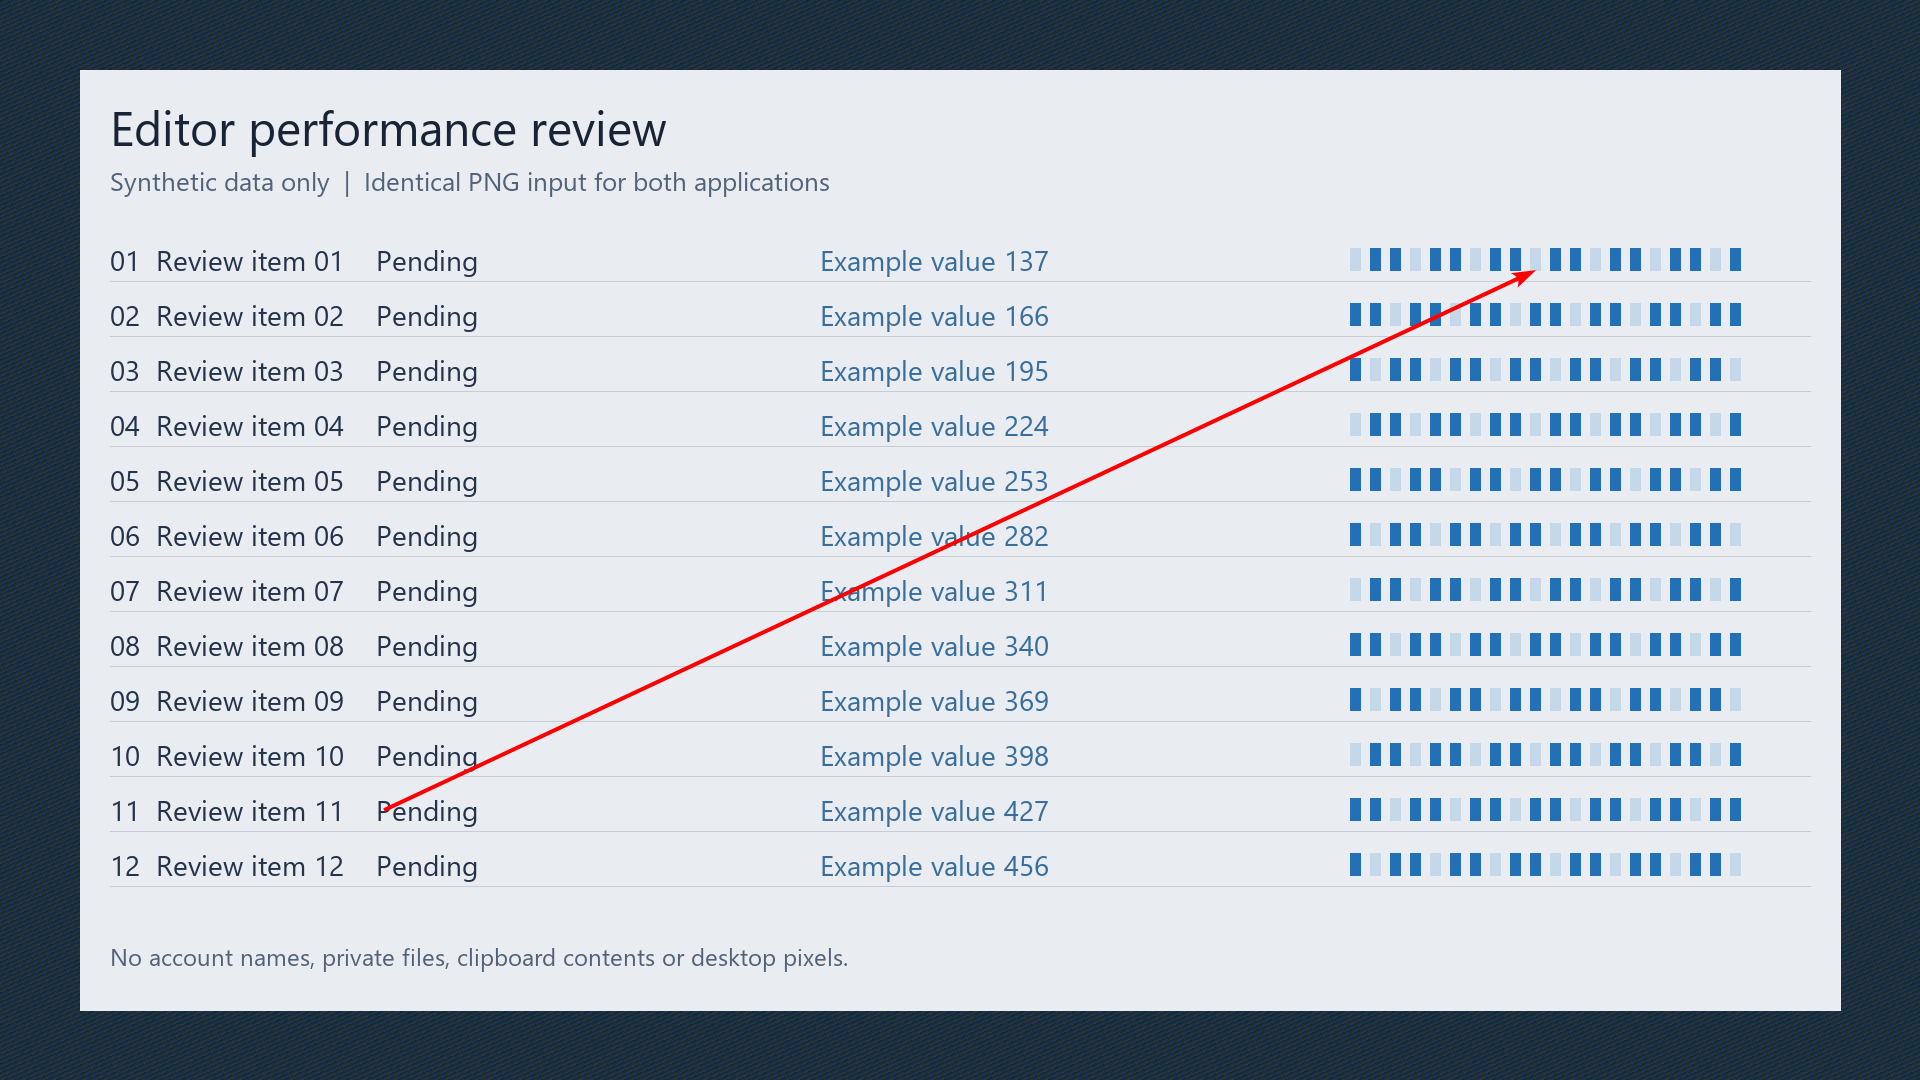 Editor performance review
Synthetic data only | Identical PNG input for both applications
01 Review item 01 Pending Example value 137
02 Review item 02 Pending Example value 166
03 Review item 03 Pending Example value 195
04 Review item 04 Pending Example value 224
05 Review item 05 Pending Example value 253
06 Review item 06 Pending Example value 282
07 Review item 07 Pending Example value 311
08 Review item 08 Pending Example value 340
09 Review item 09 Pending Example value 369
10 Review item 10 Pending Example value 398
11 Review item 11 Pending Example value 427
12 Review item 12 Pending Example value 456
No account names, private files, clipboard contents or desktop pixels.